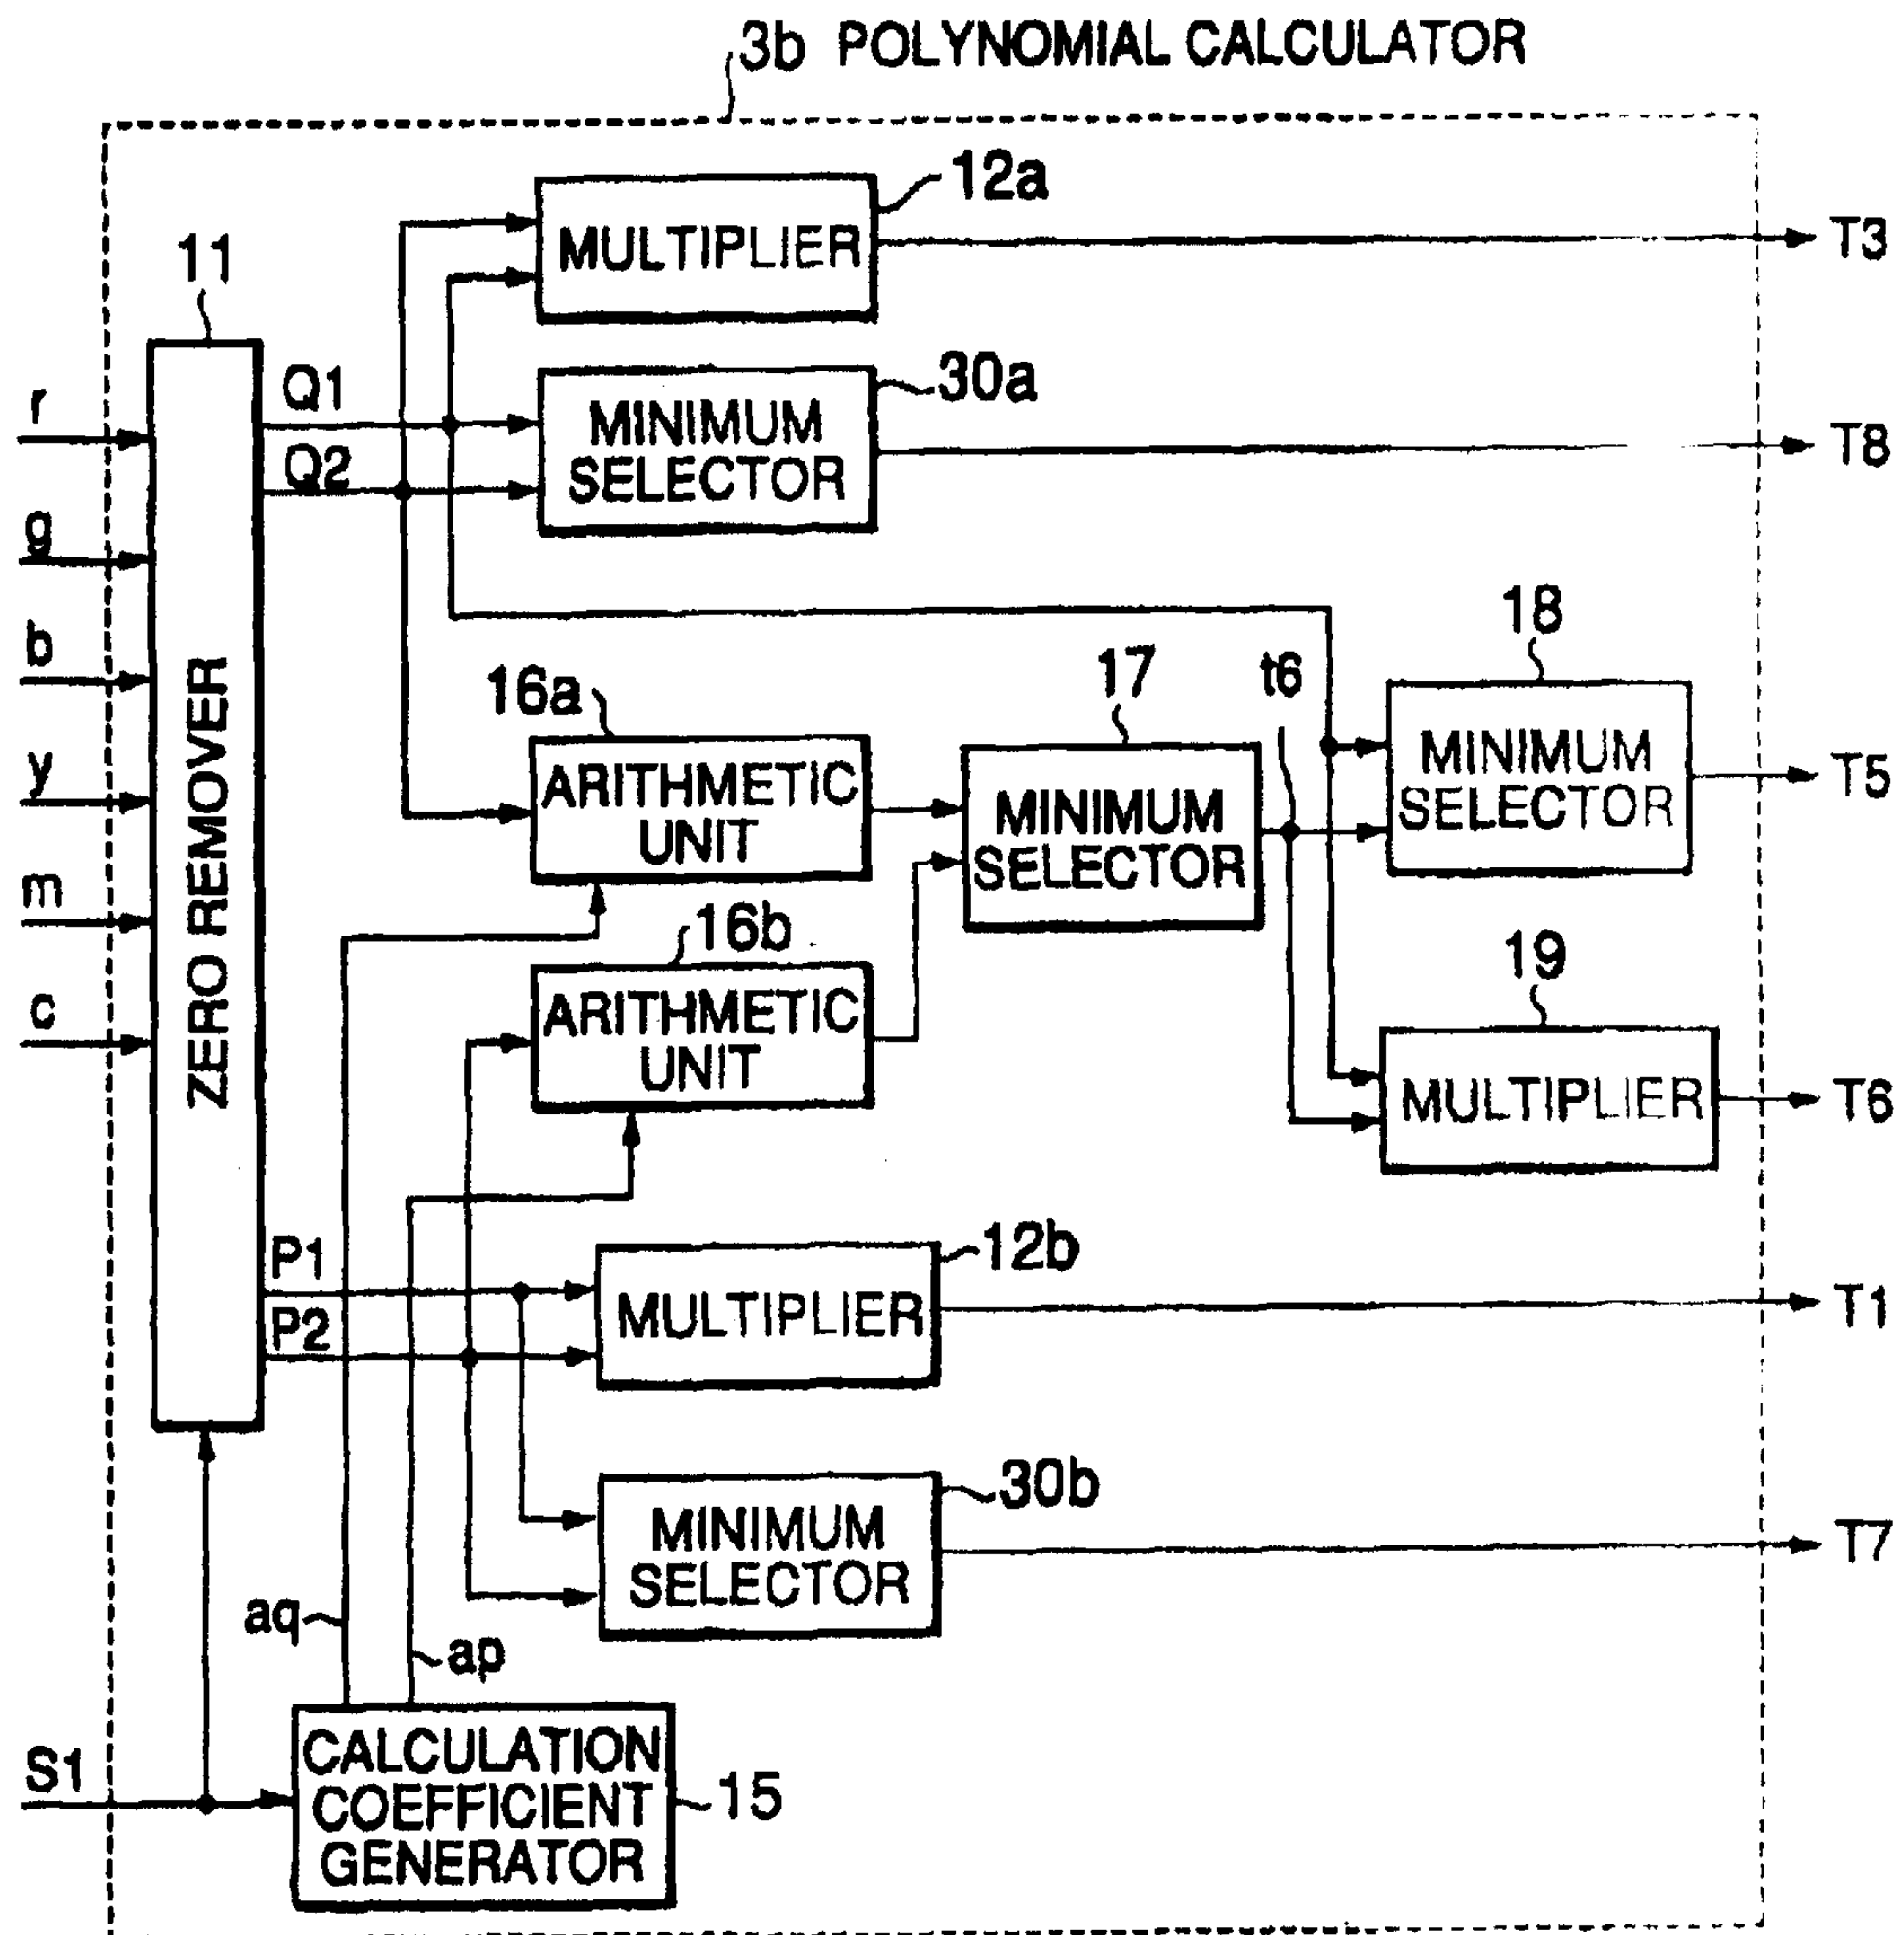 3b POLYNOMIAL CALCULATOR
12a
MULTIPLIER
T3
11
30a
r
Q1
MINIMUM
SELECTOR
T8
Q2
g
b
18
16a
17
t6
y
ARITHMETIC
UNIT
MINIMUM
SELECTOR
MINIMUM
SELECTOR
T5
ZERO REMOVER
m
16b
19
c
ARITHMETIC
UNIT
MULTIPLIER
T6
P1
12b
MULTIPLIER
T1
P2
30b
MINIMUM
SELECTOR
T7
aq
ap
S1
CALCULATION
COEFFICIENT
GENERATOR
15